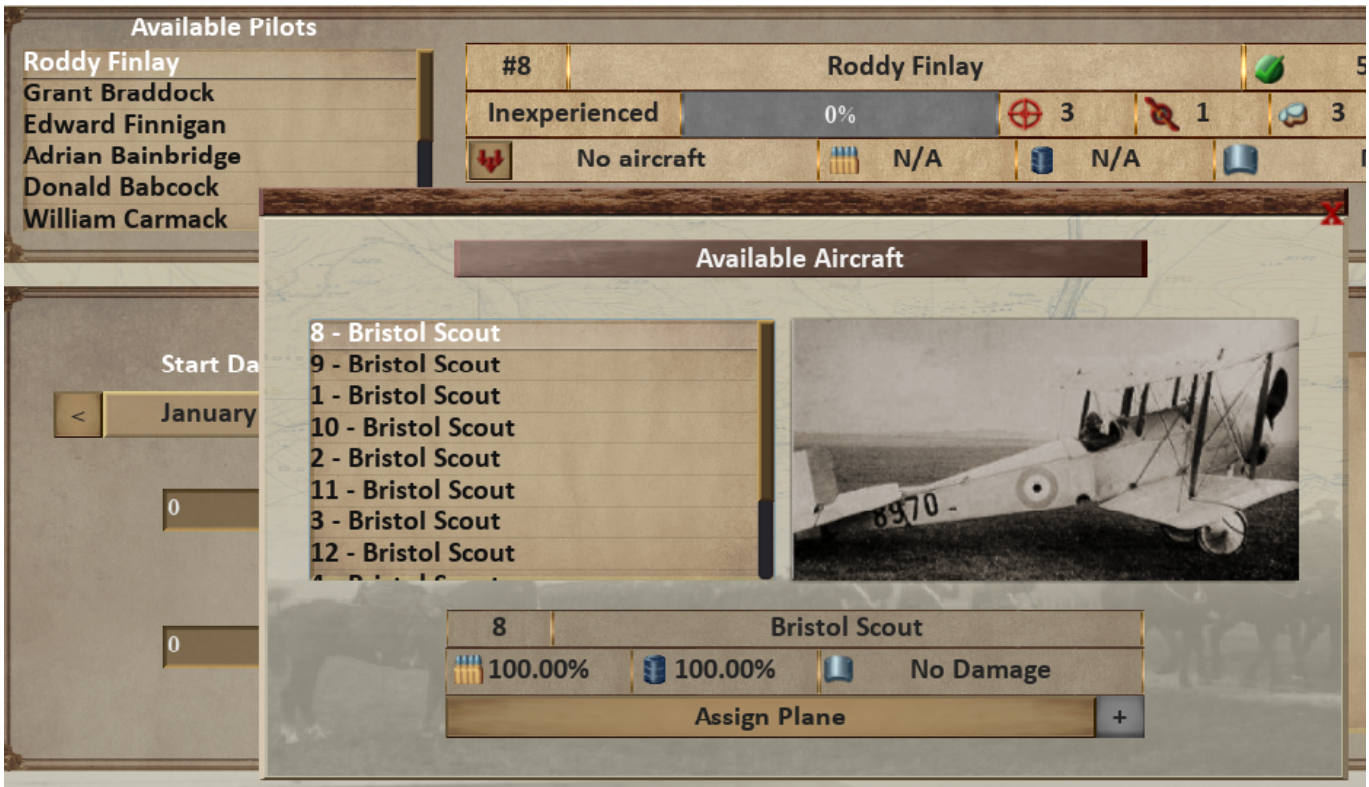 Available Pilots
Roddy Finlay
Grant Braddock
Edward Finnigan
Adrian Bainbridge
Donald Babcock
William Carmack
#8
Roddy Finlay
5
Inexperienced
0%
3
1
3
No aircraft
N/A
N/A
X
Available Aircraft
Start Da
<
January
0
0
8 - Bristol Scout
9 - Bristol Scout
1 - Bristol Scout
10 - Bristol Scout
2 - Bristol Scout
11 - Bristol Scout
3 - Bristol Scout
12 - Bristol Scout
8970 -
8
Bristol Scout
100.00%
100.00%
No Damage
Assign Plane
+